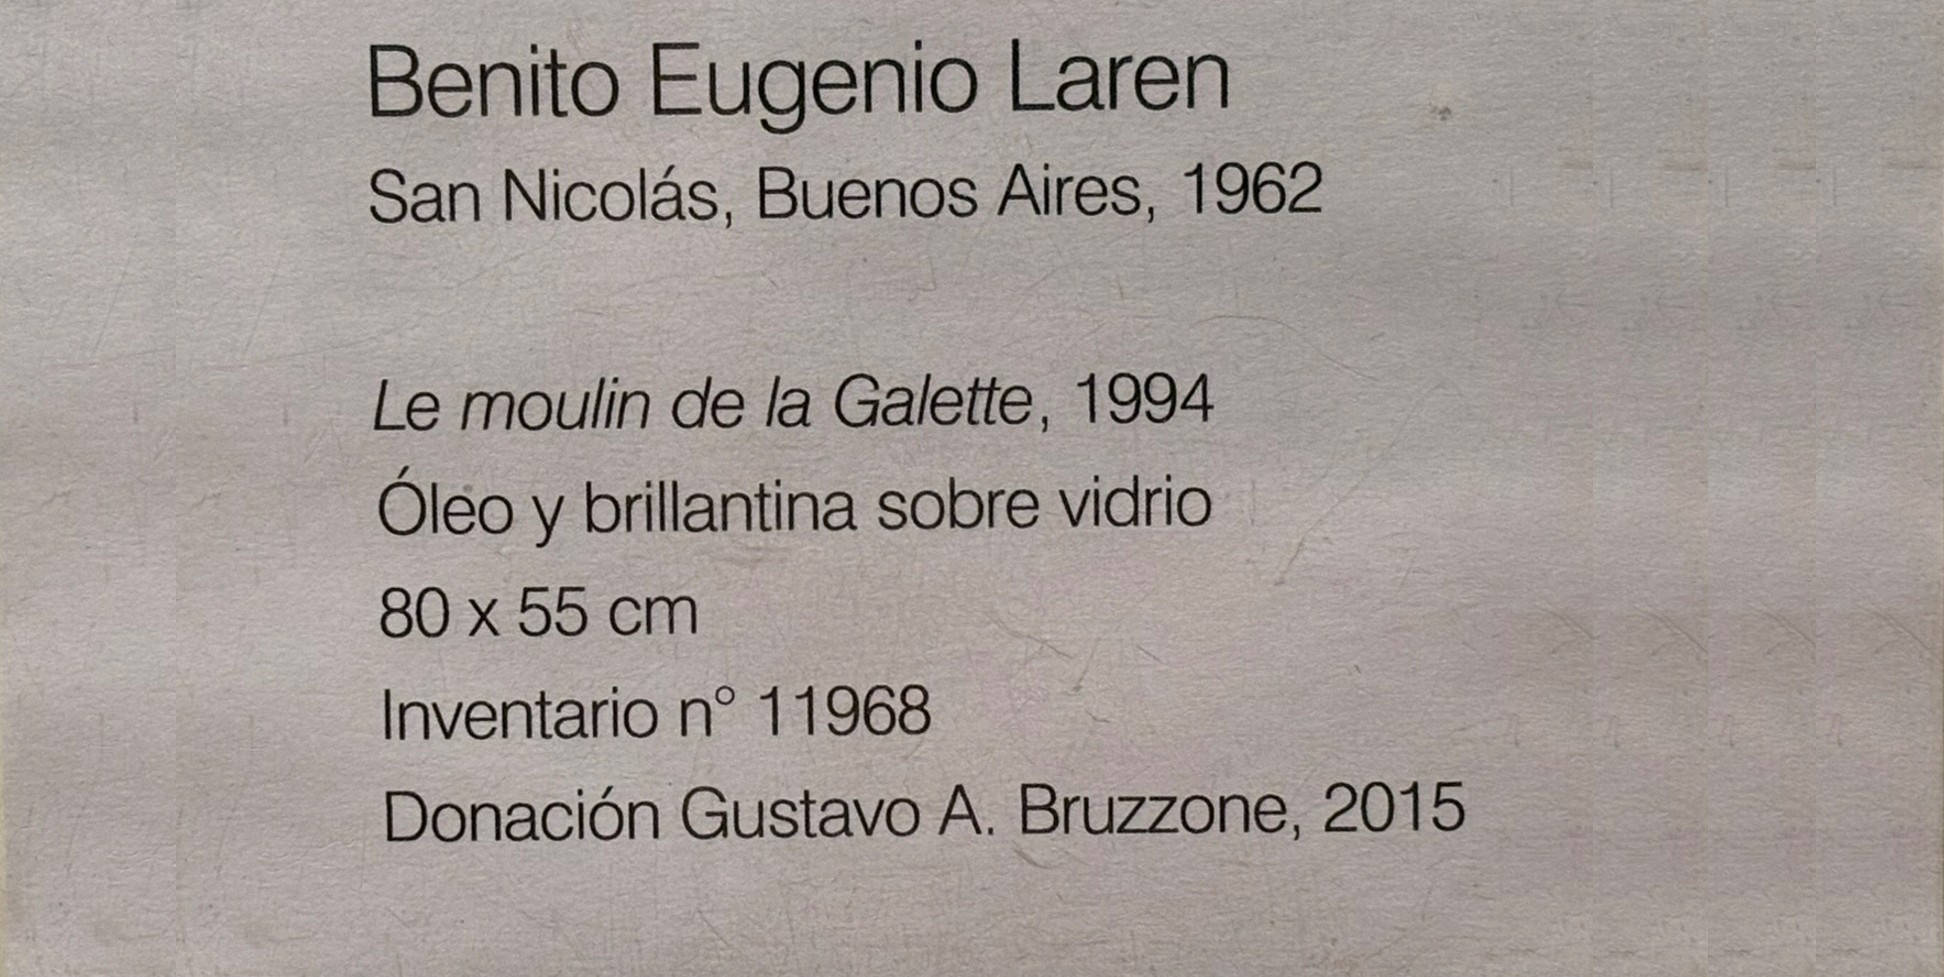 Benito Eugenio Laren
San Nicolás, Buenos Aires, 1962
Le moulin de la Galette, 1994
Óleo y brillantina sobre vidrio
80 x 55 cm
Inventario n° 11968
Donación Gustavo A. Bruzzone, 2015